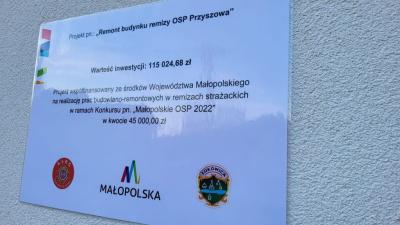 Projekt pn.: „Remont budynku remizy OSP Przyszowa”
Wartość inwestycji: 115 024,68 zł
Projekt współfinansowany ze środków Województwa Małopolskiego
na realizację prac budowlano-remontowych w remizach strażackich
w ramach Konkursu pn. „Małopolskie OSP 2022”
w kwocie 45 000,00 zł
MAŁOPOLSKA
ŁUKOWICA